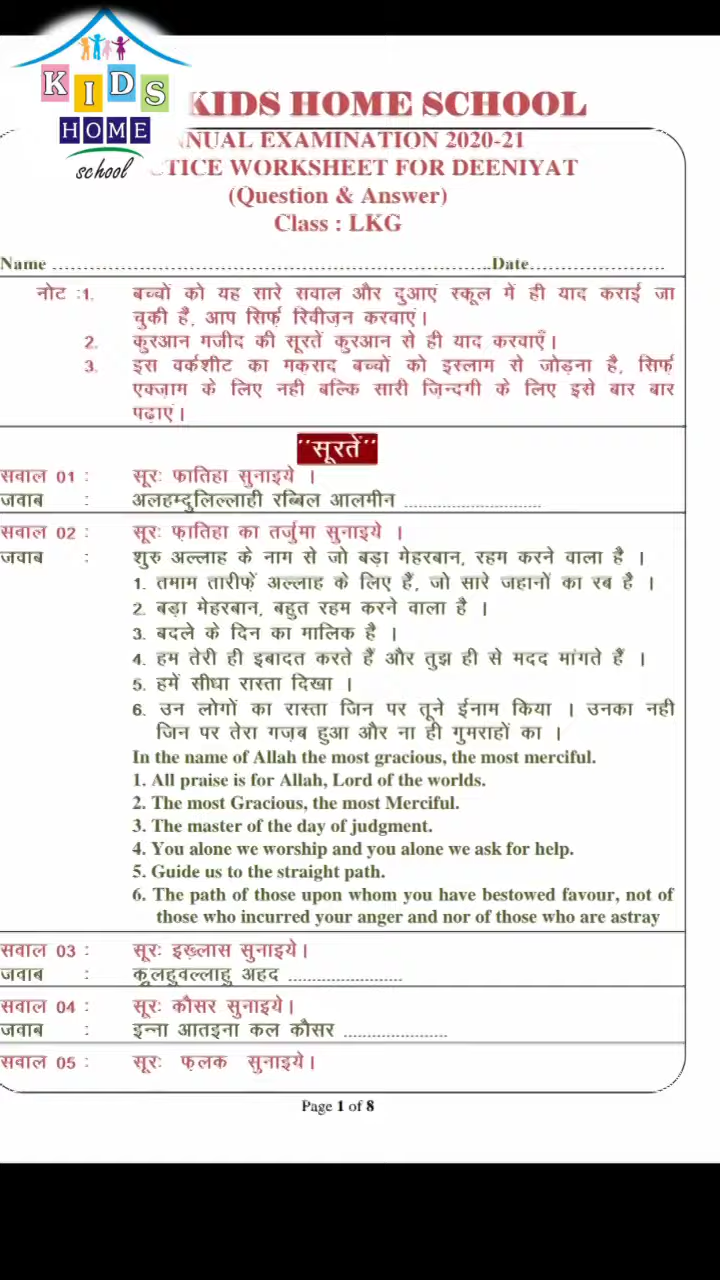 KIDS
HOME
school
KIDS HOME SCHOOL
NUAL EXAMINATION 2020-21
TICE WORKSHEET FOR DEENIYAT
(Question & Answer)
Class : LKG
Name ........................................................Date.........................
नोट :1. बच्चों को यह सारे सवाल और दुआएं स्कूल में ही याद कराई जा
चुकी हैं, आप सिर्फ़ रिवीज़न करवाएं।
2. कुरआन मजीद की सूरतें कुरआन से ही याद करवाएँ।
3. इस वर्कशीट का मकसद बच्चों को इस्लाम से जोड़ना है, सिर्फ़
एक्ज़ाम के लिए नही बल्कि सारी ज़िन्दगी के लिए इसे बार बार
पढ़ाएं।
''सूरतें''
सवाल 01 : सूरः फातिहा सुनाइये ।
जवाब : अलहम्दुलिल्लाही रब्बिल आलमीन ..............................
सवाल 02 : सूरः फ़ातिहा का तर्जुमा सुनाइये ।
जवाब : शुरु अल्लाह के नाम से जो बड़ा मेहरबान, रहम करने वाला है ।
1. तमाम तारीफ़ें अल्लाह के लिए हैं, जो सारे जहानों का रब है ।
2. बड़ा मेहरबान, बहुत रहम करने वाला है ।
3. बदले के दिन का मालिक है ।
4. हम तेरी ही इबादत करते हैं और तुझ ही से मदद मांगते हैं ।
5. हमें सीधा रास्ता दिखा ।
6. उन लोगों का रास्ता जिन पर तूने ईनाम किया । उनका नही
जिन पर तेरा गज़ब हुआ और ना ही गुमराहों का ।
In the name of Allah the most gracious, the most merciful.
1. All praise is for Allah, Lord of the worlds.
2. The most Gracious, the most Merciful.
3. The master of the day of judgment.
4. You alone we worship and you alone we ask for help.
5. Guide us to the straight path.
6. The path of those upon whom you have bestowed favour, not of
those who incurred your anger and nor of those who are astray
सवाल 03 : सूरः इख़्लास सुनाइये।
जवाब : कूलहुवल्लाहु अहद .........................
सवाल 04 : सूरः कौसर सुनाइये।
जवाब : इन्ना आतइना कल कौसर .......................
सवाल 05 : सूरः फ़लक सुनाइये।
Page 1 of 8